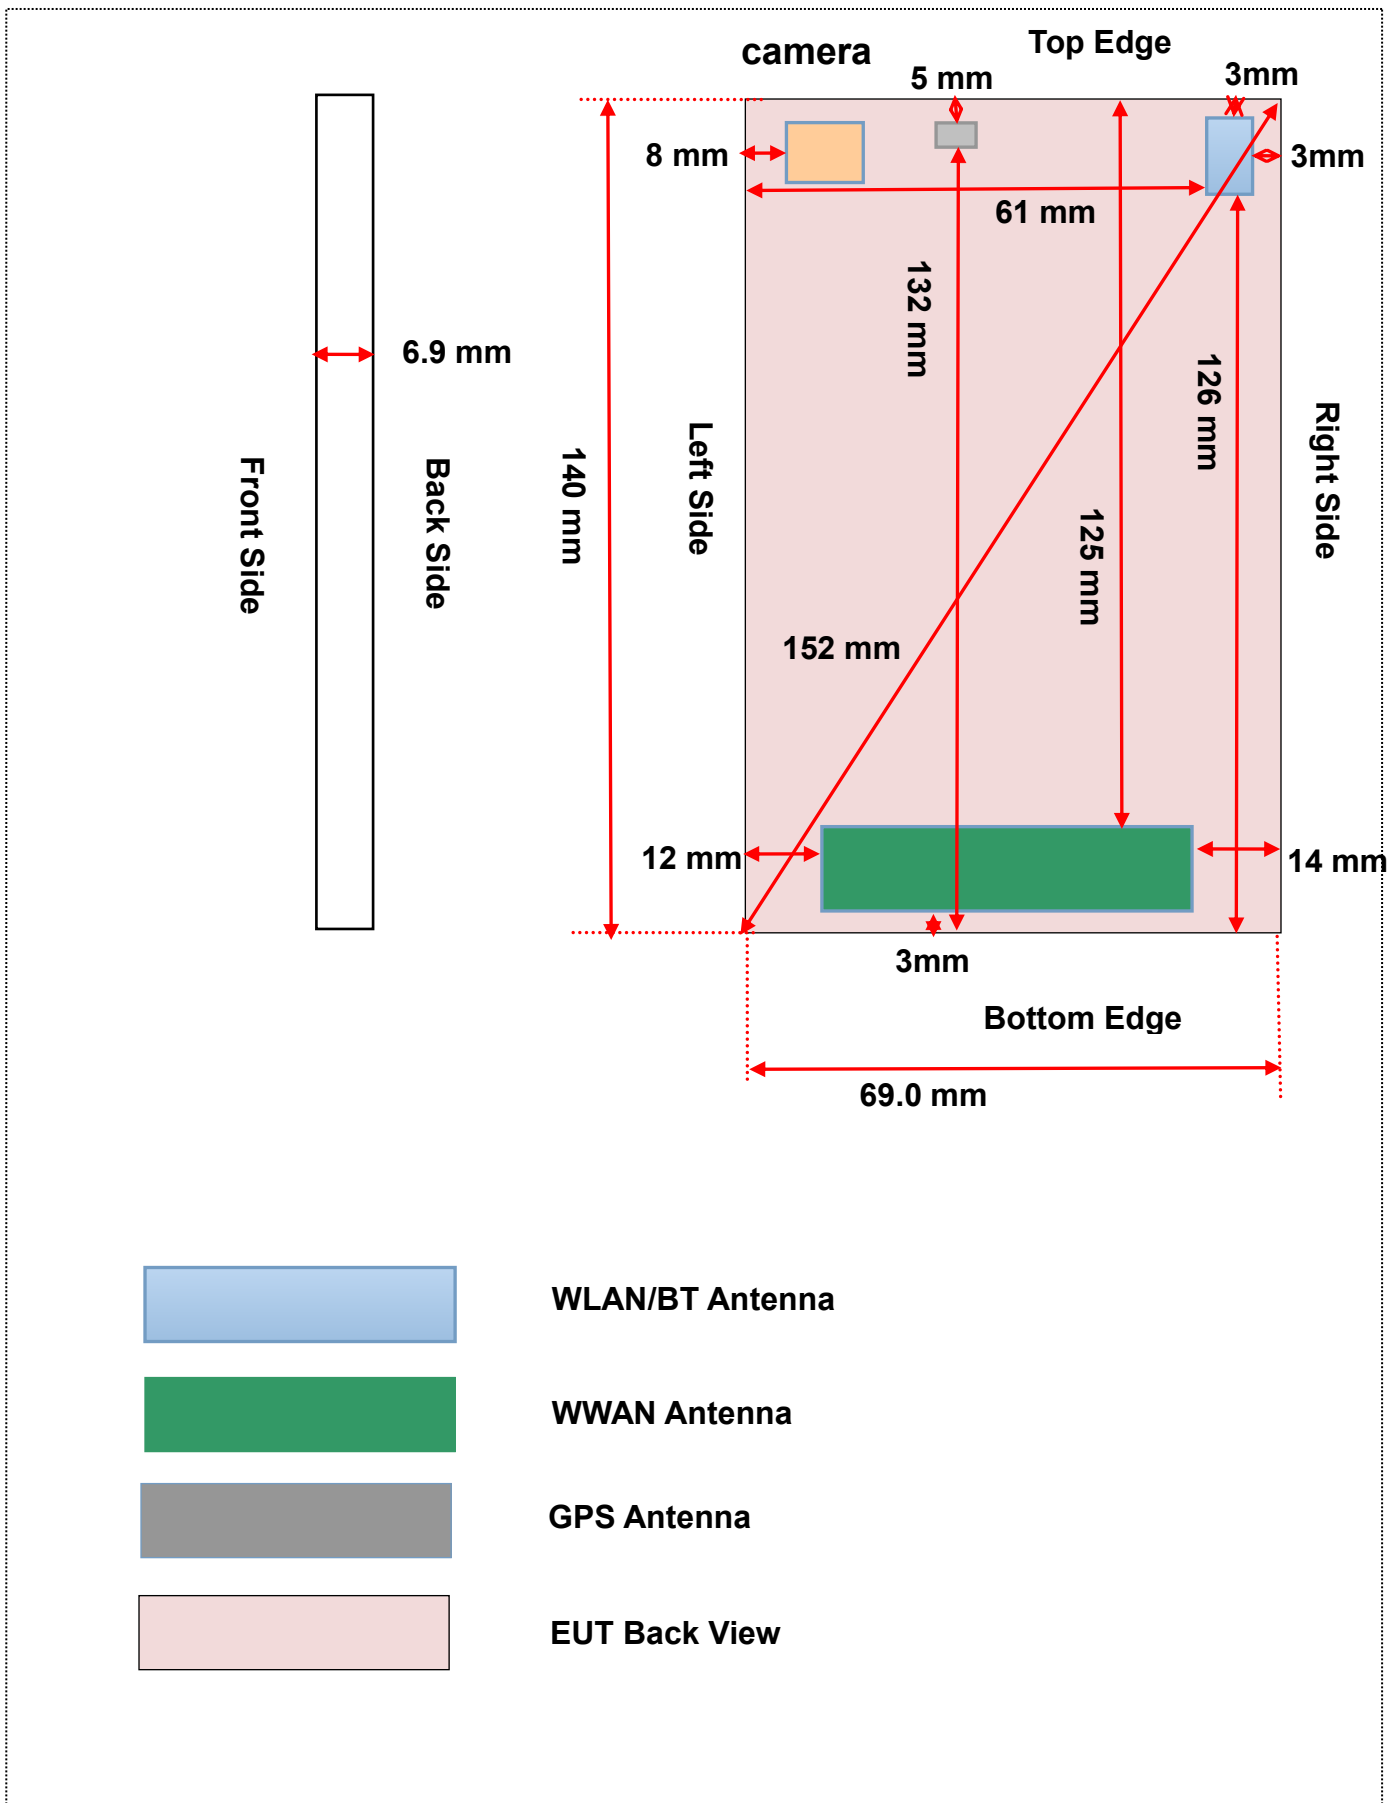 camera
Top Edge
5 mm
3mm
8 mm
3mm
61 mm
132 mm
6.9 mm
126 mm
Front Side
Back Side
140 mm
Left Side
125 mm
Right Side
152 mm
12 mm
14 mm
3mm
Bottom Edge
69.0 mm
WLAN/BT Antenna
WWAN Antenna
GPS Antenna
EUT Back View